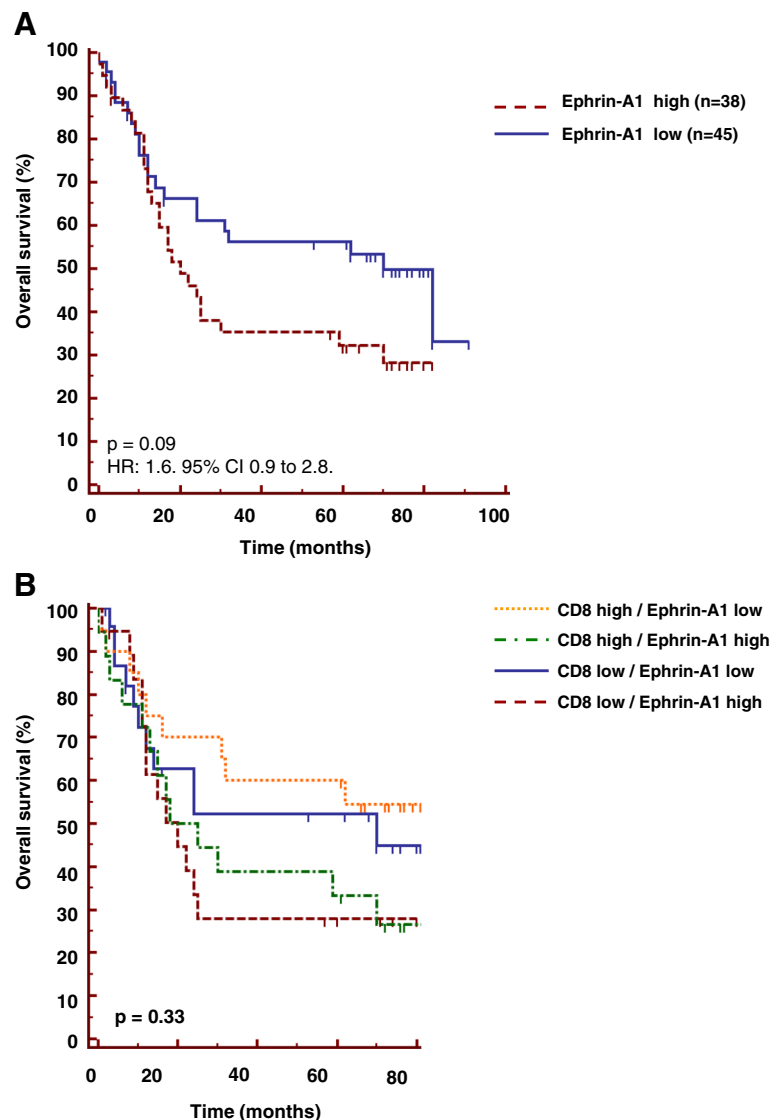 A
100
90
80
70
60
50
40
30
20
10
0
Overall survival (%)
Ephrin-A1 high (n=38)
Ephrin-A1 low (n=45)
p = 0.09
HR: 1.6. 95% CI 0.9 to 2.8.
0 20 40 60 80 100
Time (months)
B
100
90
80
70
60
50
40
30
20
10
0
Overall survival (%)
CD8 high / Ephrin-A1 low
CD8 high / Ephrin-A1 high
CD8 low / Ephrin-A1 low
CD8 low / Ephrin-A1 high
p = 0.33
0 20 40 60 80
Time (months)